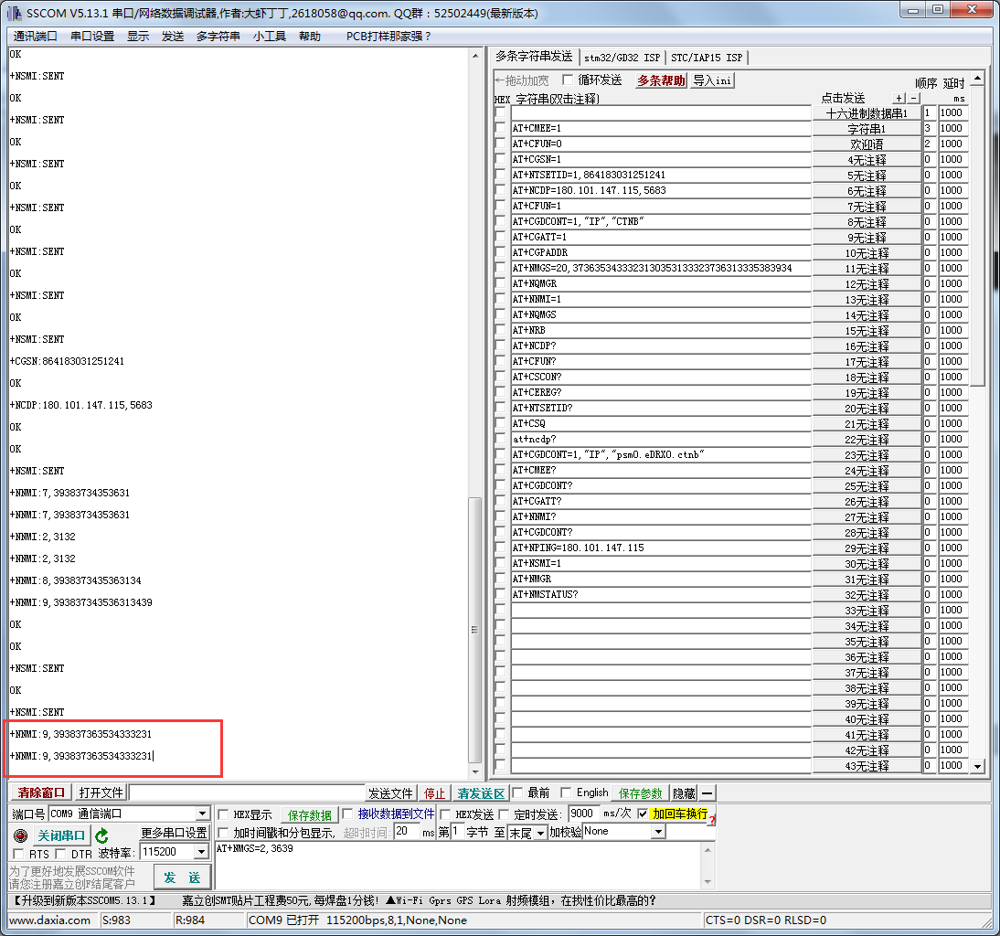 SSCOM V5.13.1 串口/网络数据调试器,作者:大虾丁丁,2618058@qq.com. QQ群：52502449(最新版本)
通讯端口 串口设置 显示 发送 多字符串 小工具 帮助 PCB打样那家强？
OK
+NSMI:SENT
OK
+NSMI:SENT
OK
+NSMI:SENT
OK
+NSMI:SENT
OK
+NSMI:SENT
OK
+NSMI:SENT
OK
+NSMI:SENT
+CGSN:864183031251241
OK
+NCDP:180.101.147.115,5683
OK
OK
+NSMI:SENT
+NNMI:7,39383734353631
+NNMI:7,39383734353631
+NNMI:2,3132
+NNMI:2,3132
+NNMI:8,3938373435363134
+NNMI:9,393837343536313439
OK
OK
+NSMI:SENT
OK
+NSMI:SENT
+NNMI:9,393837363534333231
+NNMI:9,393837363534333231
多条字符串发送 stm32/GD32 ISP STC/IAP15 ISP
←拖动加宽 循环发送 多条帮助 导入ini 顺序 延时
HEX 字符串(双击注释) 点击发送 + - ms
十六进制数据串1 1 1000
AT+CMEE=1 字符串1 3 1000
AT+CFUN=0 欢迎语 2 1000
AT+CGSN=1 4无注释 0 1000
AT+NTSETID=1,864183031251241 5无注释 0 1000
AT+NCDP=180.101.147.115,5683 6无注释 0 1000
AT+CFUN=1 7无注释 0 1000
AT+CGDCONT=1,"IP","CTNB" 8无注释 0 1000
AT+CGATT=1 9无注释 0 1000
AT+CGPADDR 10无注释 0 1000
AT+NMGS=20,3736353433323130353133323736313335383934 11无注释 0 1000
AT+NQMGR 12无注释 0 1000
AT+NNMI=1 13无注释 0 1000
AT+NQMGS 14无注释 0 1000
AT+NRB 15无注释 0 1000
AT+NCDP? 16无注释 0 1000
AT+CFUN? 17无注释 0 1000
AT+CSCON? 18无注释 0 1000
AT+CEREG? 19无注释 0 1000
AT+NTSETID? 20无注释 0 1000
AT+CSQ 21无注释 0 1000
at+ncdp? 22无注释 0 1000
AT+CGDCONT=1,"IP","psm0.eDRX0.ctnb" 23无注释 0 1000
AT+CMEE? 24无注释 0 1000
AT+CGDCONT? 25无注释 0 1000
AT+CGATT? 26无注释 0 1000
AT+NNMI? 27无注释 0 1000
AT+CGDCONT? 28无注释 0 1000
AT+NPING=180.101.147.115 29无注释 0 1000
AT+NSMI=1 30无注释 0 1000
AT+NMGR 31无注释 0 1000
AT+NMSTATUS? 32无注释 0 1000
33无注释 0 1000
34无注释 0 1000
35无注释 0 1000
36无注释 0 1000
37无注释 0 1000
38无注释 0 1000
39无注释 0 1000
40无注释 0 1000
41无注释 0 1000
42无注释 0 1000
43无注释 0 1000
清除窗口 打开文件 发送文件 停止 清发送区 最前 English 保存参数 隐藏 —
端口号 COM9 通信端口 HEX显示 保存数据 接收数据到文件 HEX发送 定时发送: 9000 ms/次 加回车换行 ?
关闭串口 更多串口设置 加时间戳和分包显示, 超时时间: 20 ms 第 1 字节 至 末尾 加校验 None
RTS DTR 波特率: 115200
AT+NMGS=2,3639
为了更好地发展SSCOM软件
请您注册嘉立创F结尾客户
发 送
【升级到新版本SSCOM5.13.1】 嘉立创SMT贴片工程费50元,每焊盘1分钱! ▲Wi-Fi Gprs GPS Lora 射频模组，在找性价比最高的?
www.daxia.com S:983 R:984 COM9 已打开 115200bps,8,1,None,None CTS=0 DSR=0 RLSD=0